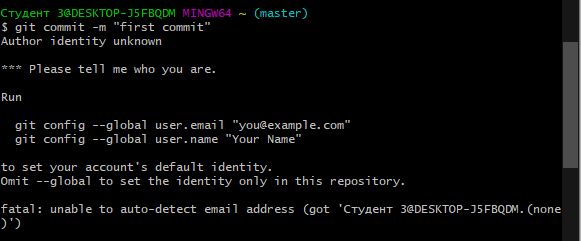 Студент 3@DESKTOP-J5FBQDM MINGW64 ~ (master)
$ git commit -m "first commit"
Author identity unknown
*** Please tell me who you are.
Run
git config --global user.email "you@example.com"
git config --global user.name "Your Name"
to set your account's default identity.
Omit --global to set the identity only in this repository.
fatal: unable to auto-detect email address (got 'Студент 3@DESKTOP-J5FBQDM.(none
)')